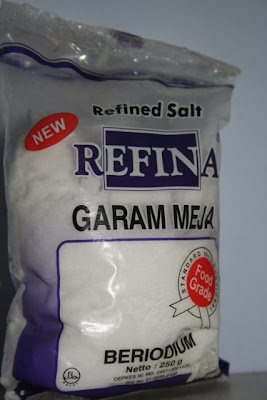 NEW
Refined Salt
REFINA
GARAM MEJA
Food
Grade
BERIODIUM
Netto : 250 g